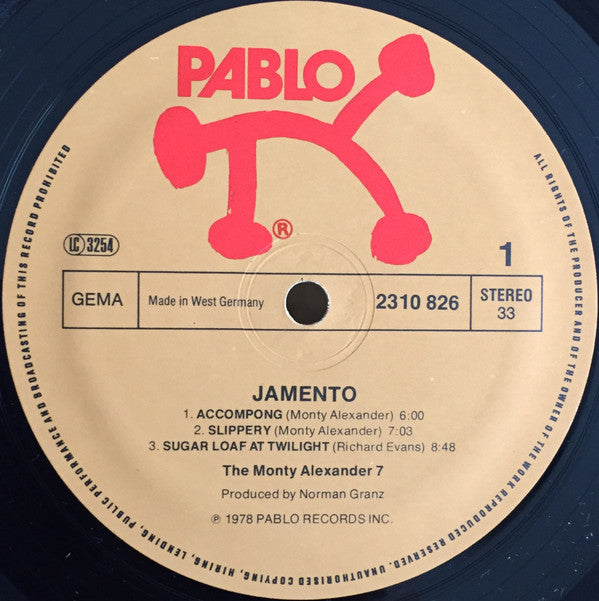 PABLO
®
LC 3254
1
GEMA
Made in West Germany
2310 826
STEREO
33
JAMENTO
1. ACCOMPONG (Monty Alexander) 6:00
2. SLIPPERY (Monty Alexander) 7:03
3. SUGAR LOAF AT TWILIGHT (Richard Evans) 8:48
The Monty Alexander 7
Produced by Norman Granz
℗ 1978 PABLO RECORDS INC.
ALL RIGHTS OF THE PRODUCER AND OF THE OWNER OF THE WORK REPRODUCED RESERVED. UNAUTHORISED COPYING, HIRING, LENDING, PUBLIC PERFORMANCE AND BROADCASTING OF THIS RECORD PROHIBITED